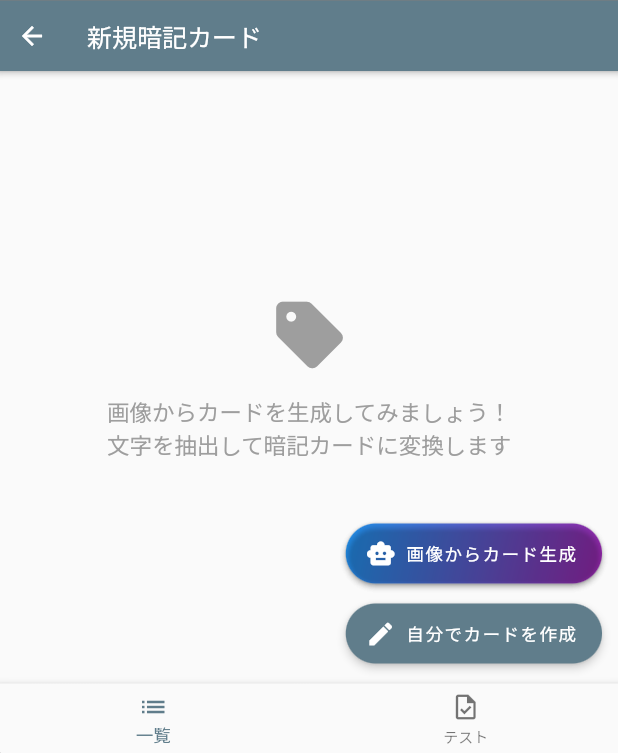 新規暗記カード
画像からカードを生成してみましょう！
文字を抽出して暗記カードに変換します
画像からカード生成
自分でカードを作成
一覧
テスト